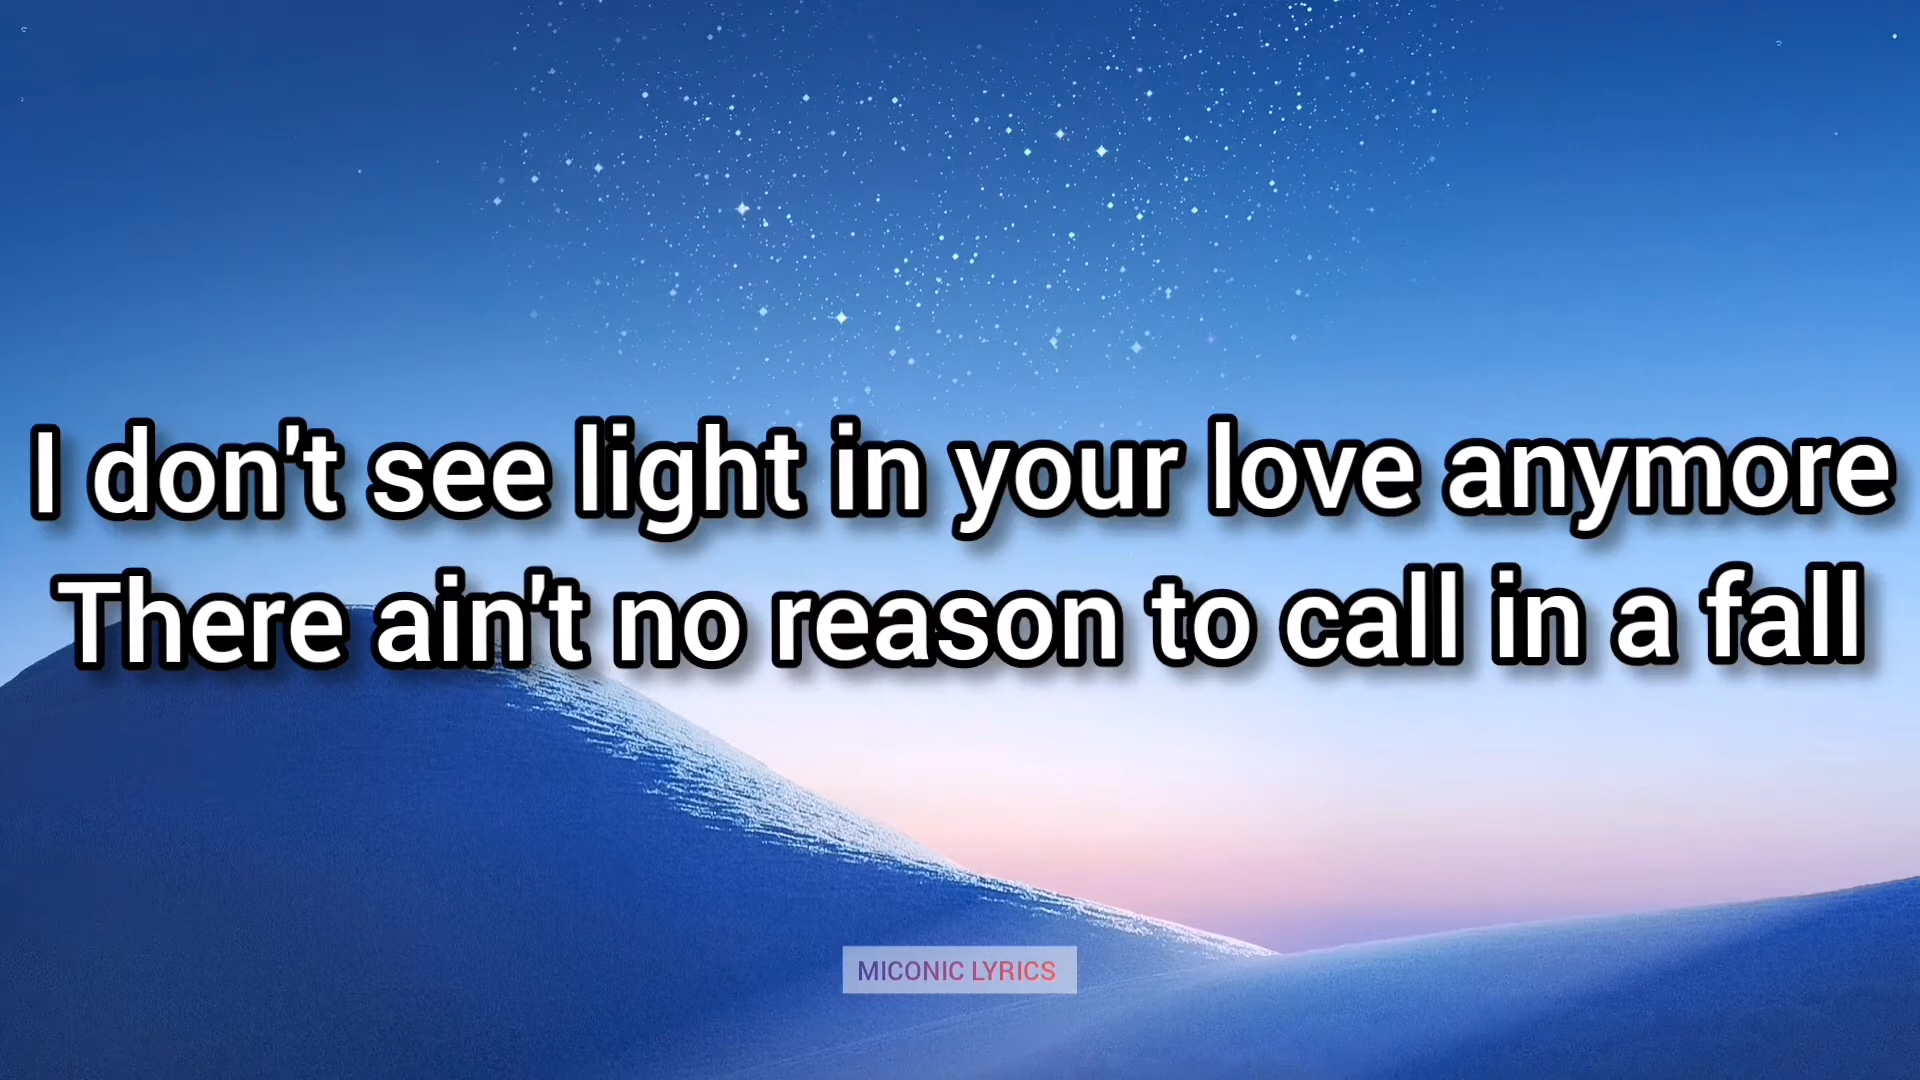 I don't see light in your love anymore
There ain't no reason to call in a fall
MICONIC LYRICS